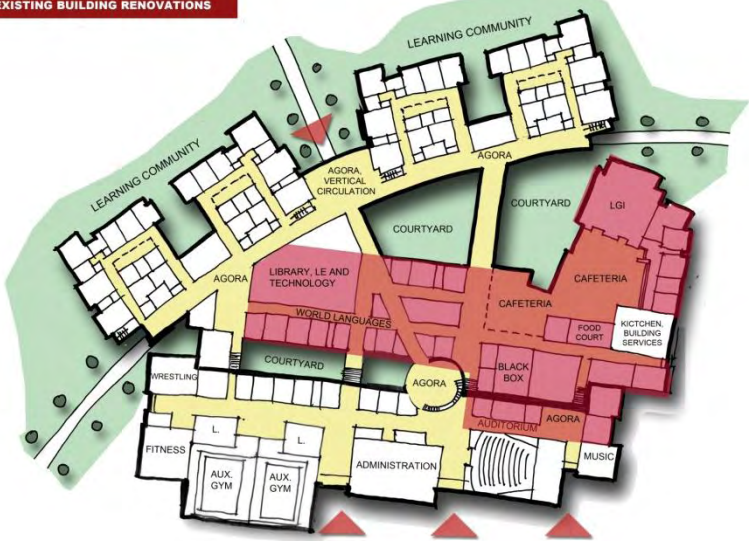 EXISTING BUILDING RENOVATIONS
LEARNING COMMUNITY
LEARNING COMMUNITY
AGORA,
VERTICAL
CIRCULATION
AGORA
COURTYARD
COURTYARD
LGI
AGORA
LIBRARY, LE AND
TECHNOLOGY
CAFETERIA
CAFETERIA
WORLD LANGUAGES
FOOD
COURT
KICTCHEN,
BUILDING
SERVICES
COURTYARD
AGORA
BLACK
BOX
WRESTLING
AUDITORIUM
AGORA
L.
L.
FITNESS
AUX.
GYM
AUX.
GYM
ADMINISTRATION
MUSIC